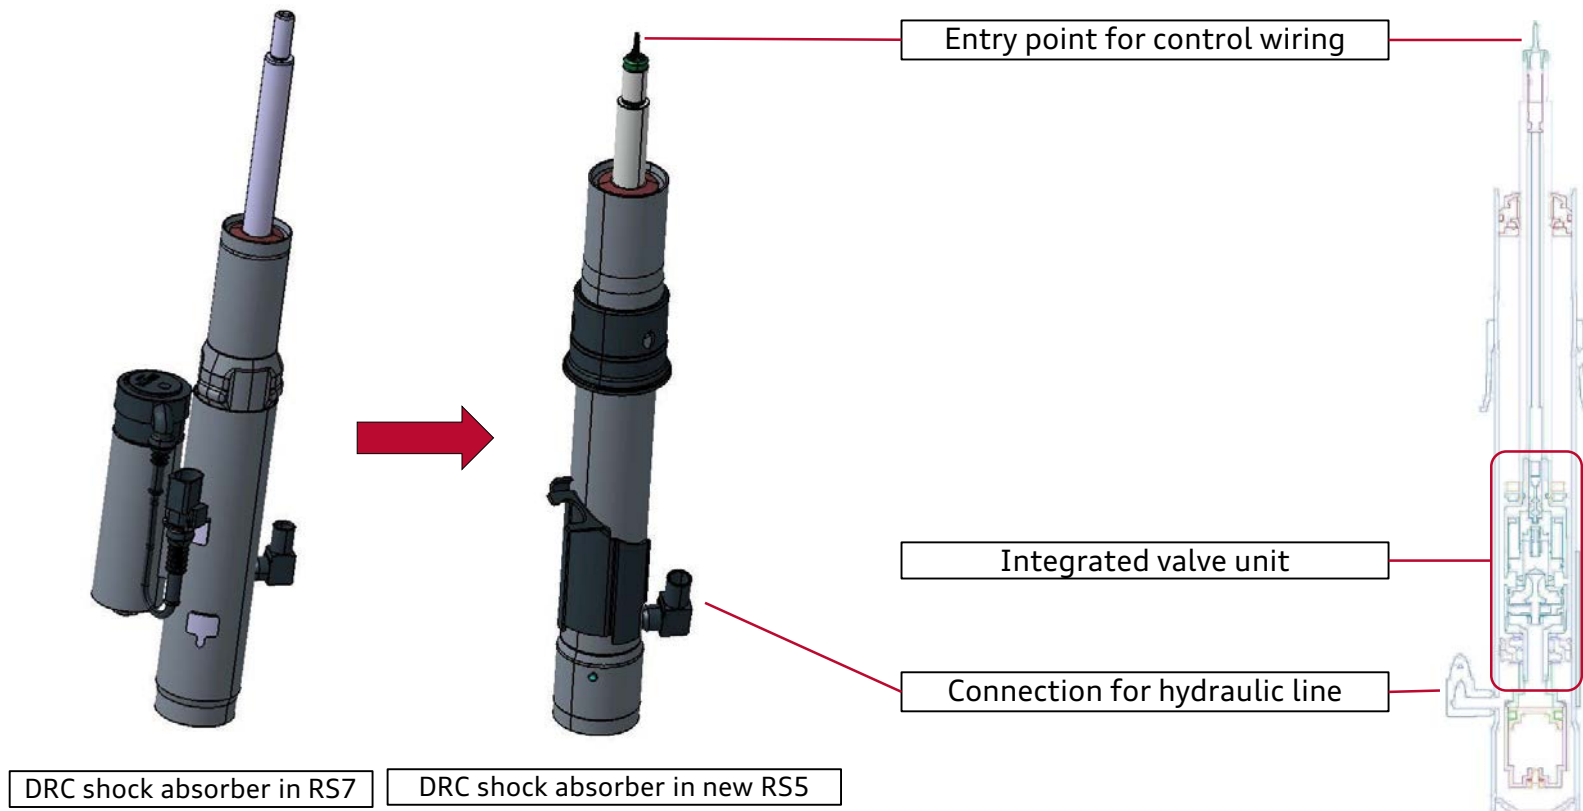 Entry point for control wiring
Integrated valve unit
Connection for hydraulic line
DRC shock absorber in RS7
DRC shock absorber in new RS5